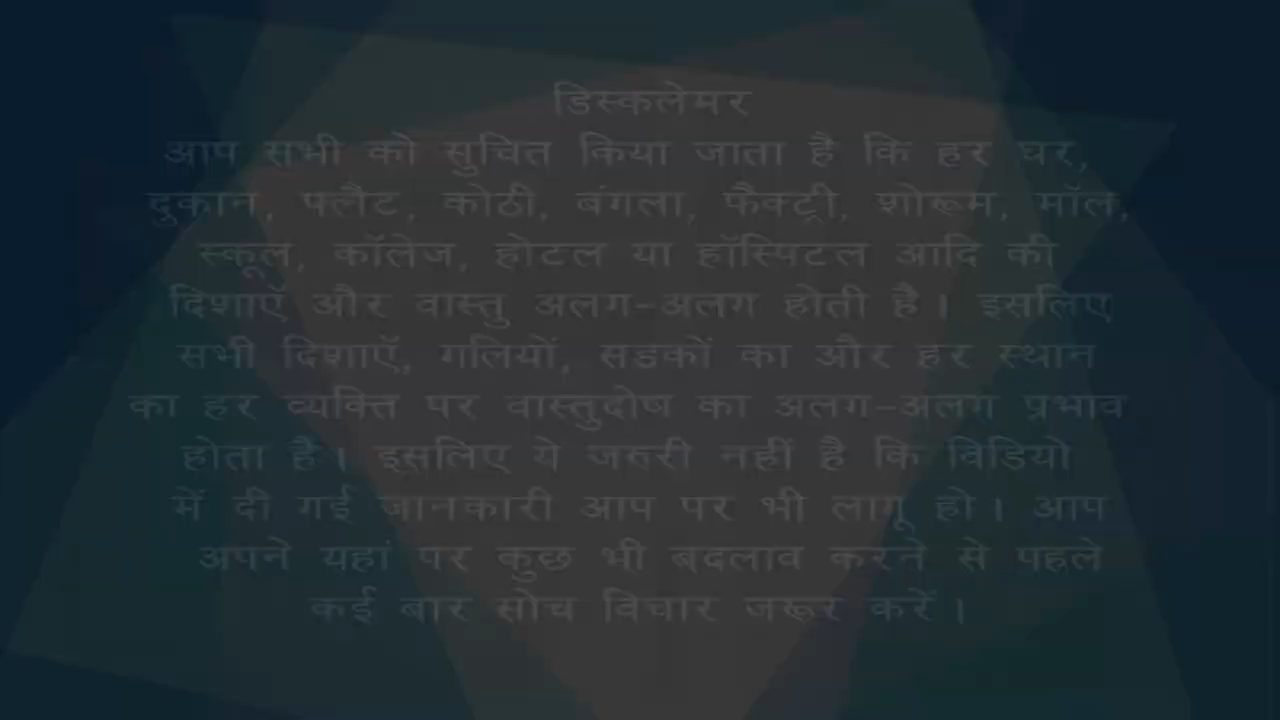 डिस्कलेमर
आप सभी को सुचित किया जाता है कि हर घर,
दुकान, फ्लैट, कोठी, बंगला, फैक्ट्री, शोरूम, मॉल,
स्कूल, कॉलेज, होटल या हॉस्पिटल आदि की
दिशाएँ और वास्तु अलग-अलग होती है। इसलिए
सभी दिशाएँ, गलियों, सडकों का और हर स्थान
का हर व्यक्ति पर वास्तुदोष का अलग-अलग प्रभाव
होता है। इसलिए ये जरुरी नहीं है कि विडियो
में दी गई जानकारी आप पर भी लागू हो। आप
अपने यहां पर कुछ भी बदलाव करने से पहले
कई बार सोच विचार जरूर करें।